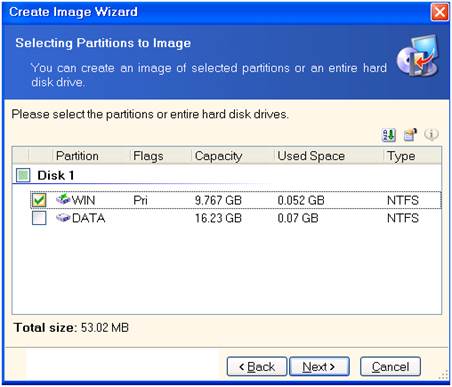 Create Image Wizard
Selecting Partitions to Image
You can create an image of selected partitions or an entire hard
disk drive.
Please select the partitions or entire hard disk drives.
Partition Flags Capacity Used Space Type
Disk 1
WIN Pri 9.767 GB 0.052 GB NTFS
DATA 16.23 GB 0.07 GB NTFS
Total size: 53.02 MB
< Back Next > Cancel